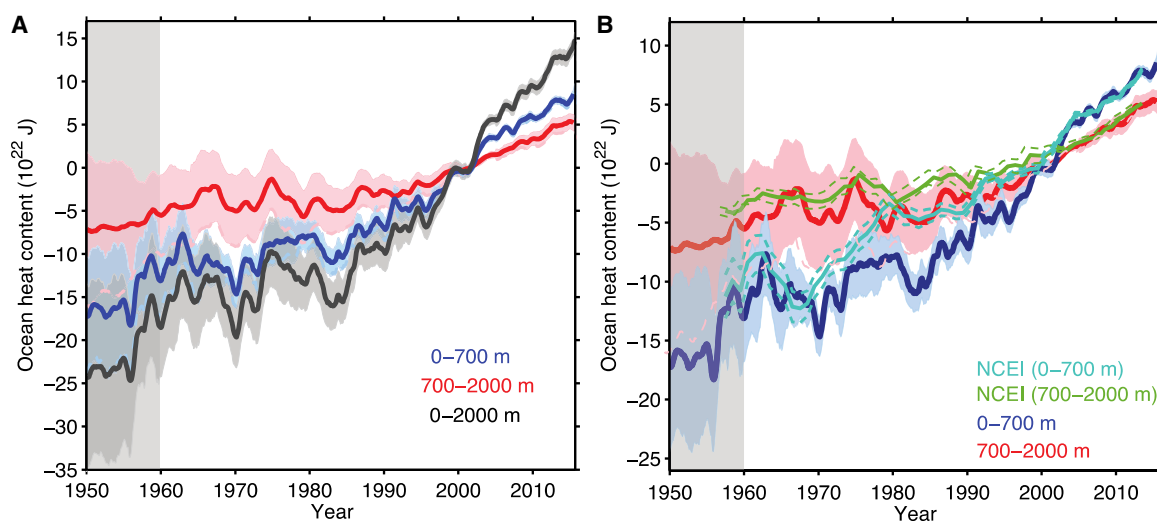 A
Ocean heat content (10²² J)
15
10
5
0
−5
−10
−15
−20
−25
−30
−35
1950 1960 1970 1980 1990 2000 2010
Year
0−700 m
700−2000 m
0−2000 m
B
Ocean heat content (10²² J)
10
5
0
−5
−10
−15
−20
−25
1950 1960 1970 1980 1990 2000 2010
Year
NCEI (0−700 m)
NCEI (700−2000 m)
0−700 m
700−2000 m